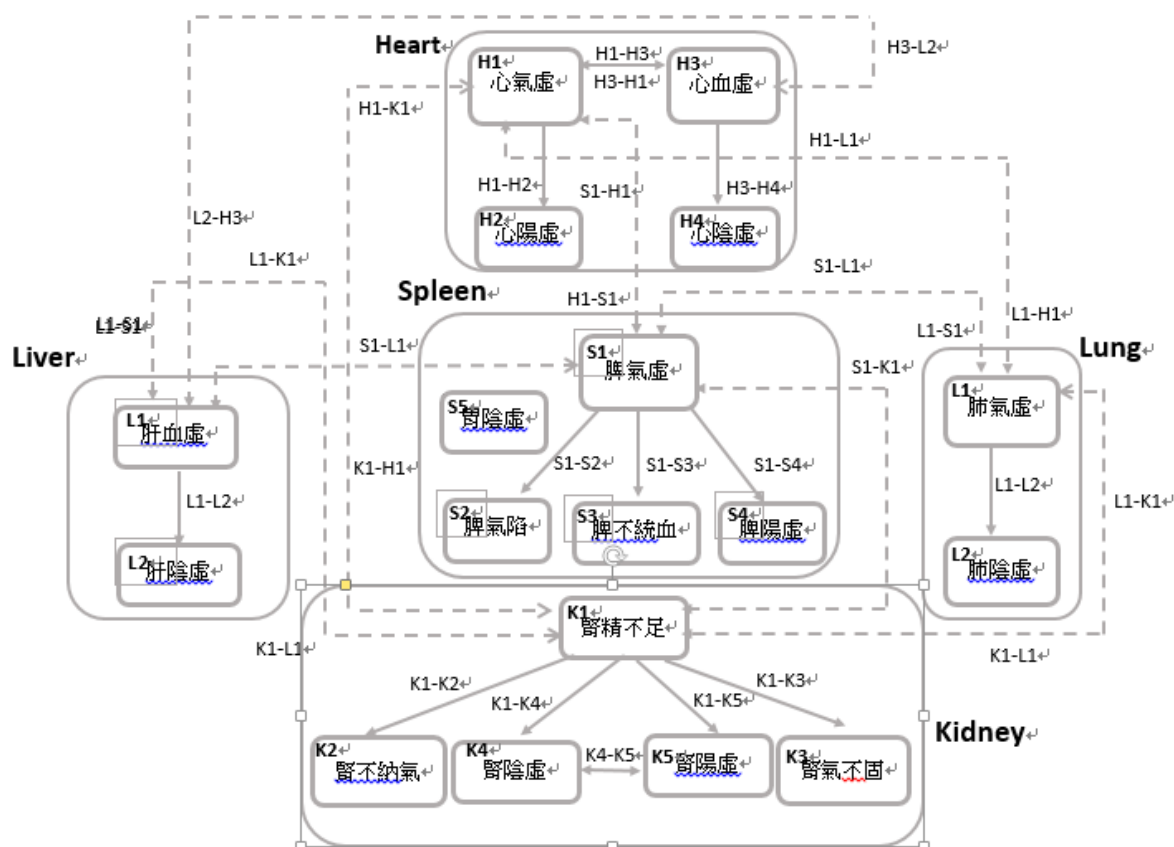 Heart
H3-L2
H1
心氣虛
H1-H3
H3-H1
H3
心血虛
H1-K1
H1-L1
H1-H2
S1-H1
H3-H4
H2
心陽虛
H4
心陰虛
L2-H3
L1-K1
S1-L1
Spleen
H1-S1
L1-H1
L1-S1
L1-S1
Liver
S1-L1
S1
脾氣虛
S1-K1
Lung
L1
肝血虛
S5
胃陰虛
L1
肺氣虛
K1-H1
S1-S2
S1-S3
S1-S4
L1-L2
L1-L2
L1-K1
S2
脾氣陷
S3
脾不統血
S4
脾陽虛
L2
肝陰虛
L2
肺陰虛
K1
腎精不足
K1-L1
K1-L1
K1-K2
K1-K4
K1-K5
K1-K3
Kidney
K2
腎不納氣
K4
腎陰虛
K4-K5
K5
腎陽虛
K3
腎氣不固